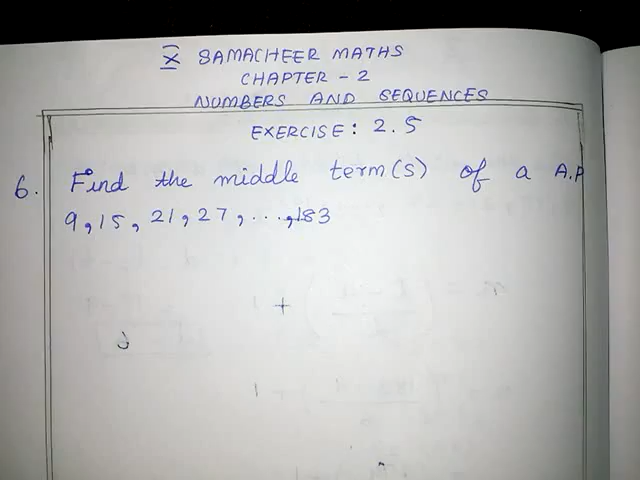 X SAMACHEER MATHS
CHAPTER - 2
NUMBERS AND SEQUENCES
EXERCISE: 2.5
6. Find the middle term(s) of a A.P
9, 15, 21, 27, ..., 183